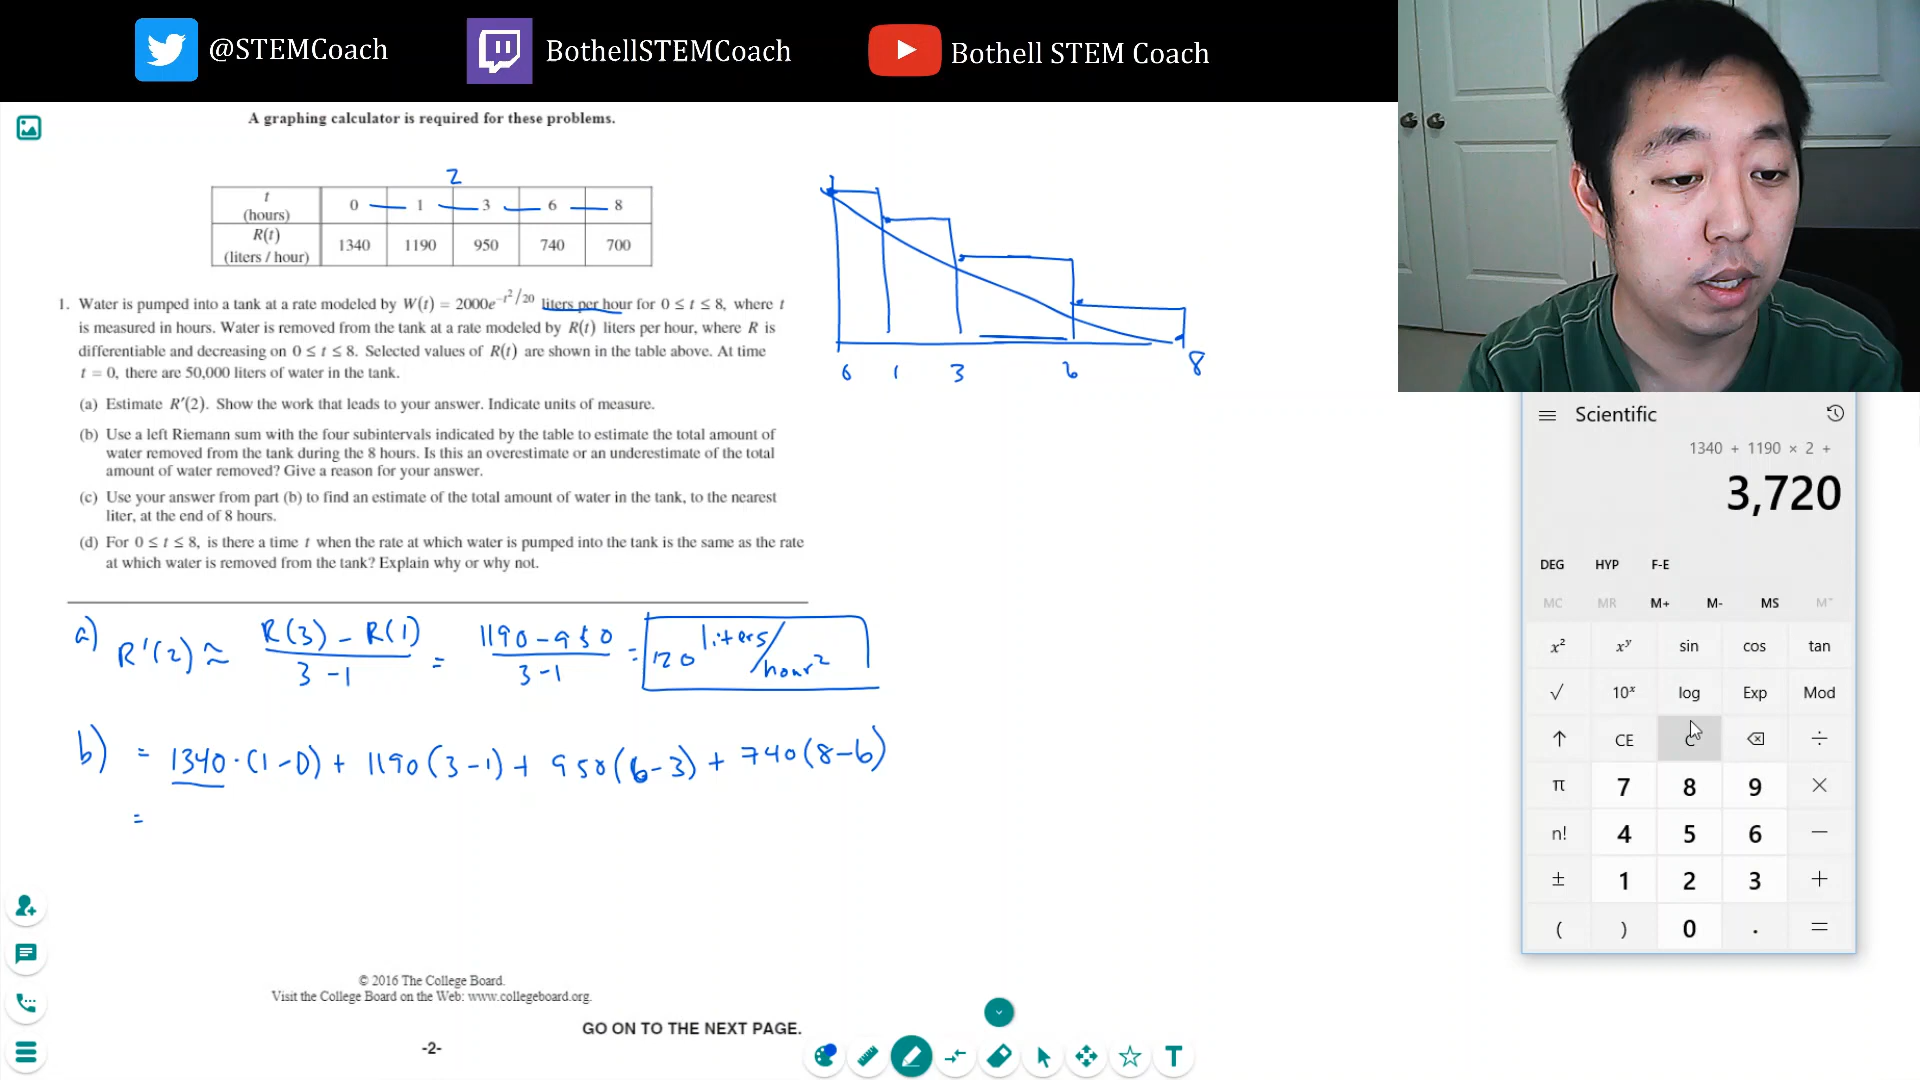 @STEMCoach
BothellSTEMCoach
Bothell STEM Coach
A graphing calculator is required for these problems.
2
t (hours) 0 1 3 6 8
R(t) (liters / hour) 1340 1190 950 740 700
1. Water is pumped into a tank at a rate modeled by W(t) = 2000e^{-t²/20} liters per hour for 0 ≤ t ≤ 8, where t
is measured in hours. Water is removed from the tank at a rate modeled by R(t) liters per hour, where R is
differentiable and decreasing on 0 ≤ t ≤ 8. Selected values of R(t) are shown in the table above. At time
t = 0, there are 50,000 liters of water in the tank.
(a) Estimate R′(2). Show the work that leads to your answer. Indicate units of measure.
(b) Use a left Riemann sum with the four subintervals indicated by the table to estimate the total amount of
water removed from the tank during the 8 hours. Is this an overestimate or an underestimate of the total
amount of water removed? Give a reason for your answer.
(c) Use your answer from part (b) to find an estimate of the total amount of water in the tank, to the nearest
liter, at the end of 8 hours.
(d) For 0 ≤ t ≤ 8, is there a time t when the rate at which water is pumped into the tank is the same as the rate
at which water is removed from the tank? Explain why or why not.
a) R'(2) ≈ R(3) - R(1) / 3 - 1 = 1190 - 950 / 3 - 1 = 120 liters/hour²
b) = 1340 · (1 - 0) + 1190 (3 - 1) + 950 (6 - 3) + 740 (8 - 6)
=
0 1 3 6 8
© 2016 The College Board.
Visit the College Board on the Web: www.collegeboard.org.
GO ON TO THE NEXT PAGE.
-2-
T
Scientific
1340 + 1190 × 2 +
3,720
DEG HYP F-E
MC MR M+ M- MS M˅
x² x^y sin cos tan
√ 10^x log Exp Mod
↑ CE C ⌫ ÷
π 7 8 9 ×
n! 4 5 6 −
± 1 2 3 +
( ) 0 . =